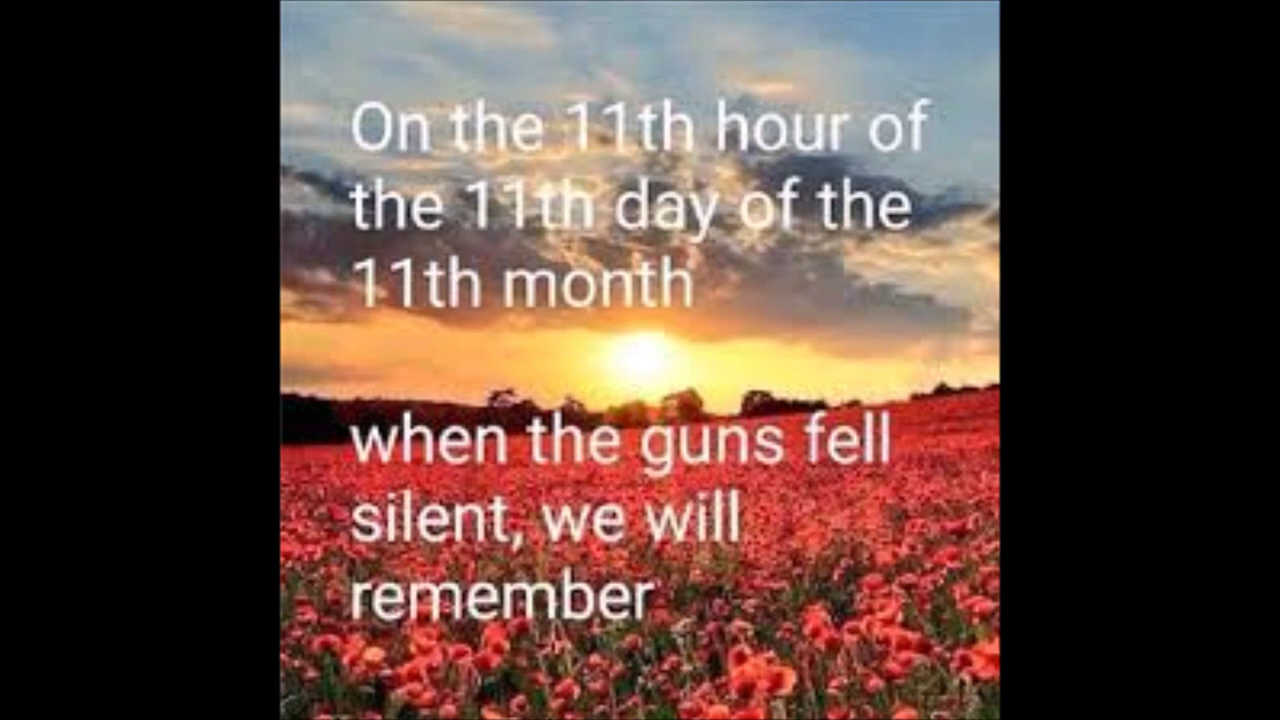 On the 11th hour of
the 11th day of the
11th month
when the guns fell
silent, we will
remember